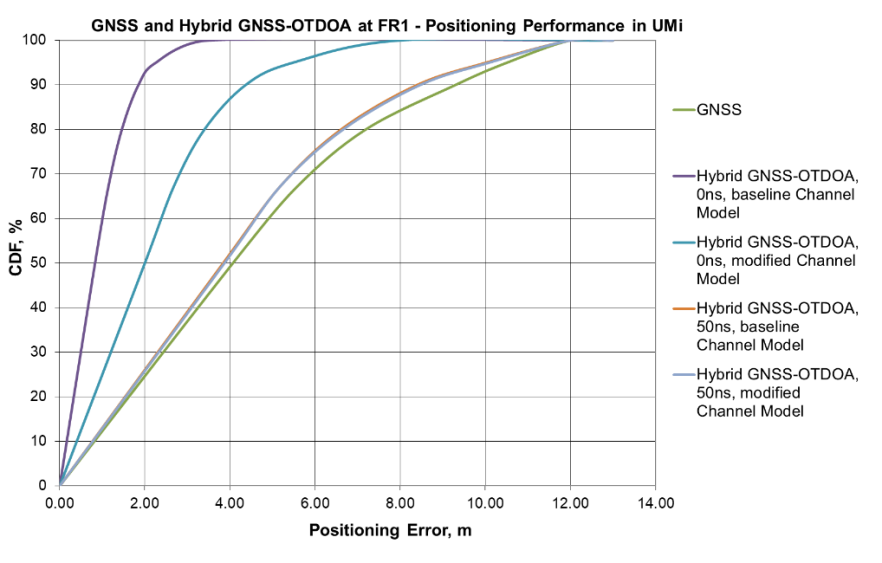 GNSS and Hybrid GNSS-OTDOA at FR1 - Positioning Performance in UMi
100
90
80
70
60
50
40
30
20
10
0
CDF, %
0.00
2.00
4.00
6.00
8.00
10.00
12.00
14.00
Positioning Error, m
GNSS
Hybrid GNSS-OTDOA,
0ns, baseline Channel
Model
Hybrid GNSS-OTDOA,
0ns, modified Channel
Model
Hybrid GNSS-OTDOA,
50ns, baseline
Channel Model
Hybrid GNSS-OTDOA,
50ns, modified
Channel Model